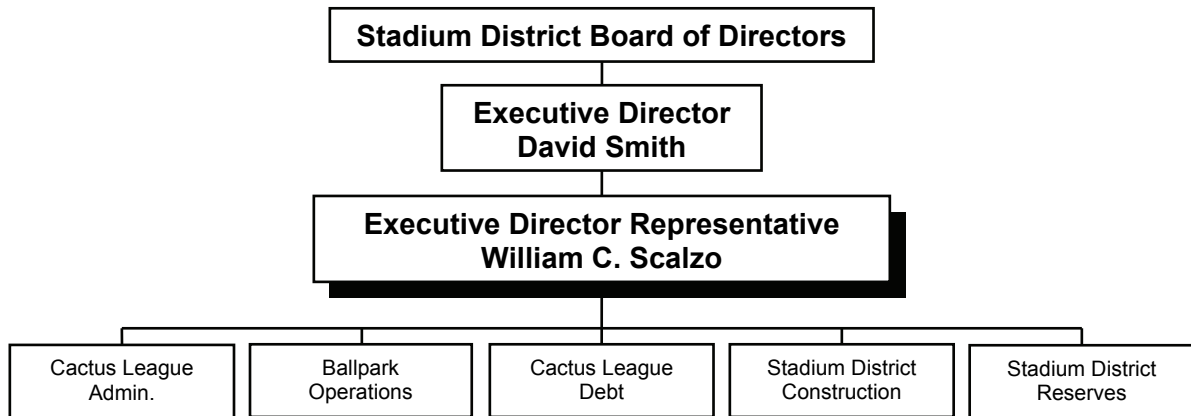 Stadium District Board of Directors
Executive Director
David Smith
Executive Director Representative
William C. Scalzo
Cactus League
Admin.
Ballpark
Operations
Cactus League
Debt
Stadium District
Construction
Stadium District
Reserves